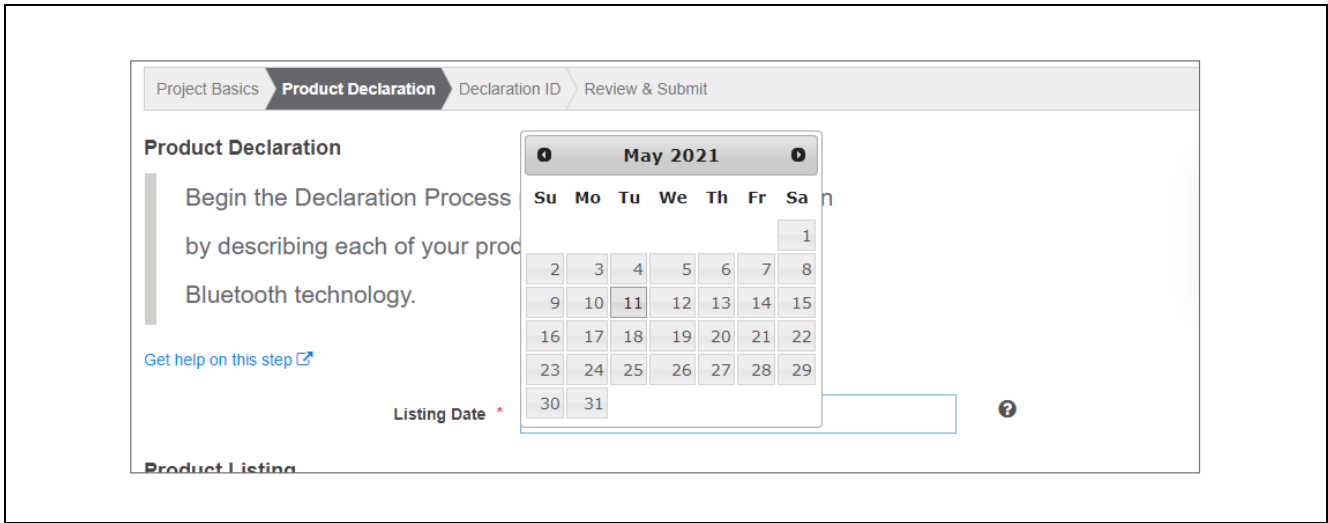 Project Basics Product Declaration Declaration ID Review & Submit
Product Declaration
Begin the Declaration Process
by describing each of your prod
Bluetooth technology.
Get help on this step
May 2021
Su Mo Tu We Th Fr Sa
1
2 3 4 5 6 7 8
9 10 11 12 13 14 15
16 17 18 19 20 21 22
23 24 25 26 27 28 29
30 31
Listing Date *
Product Listing